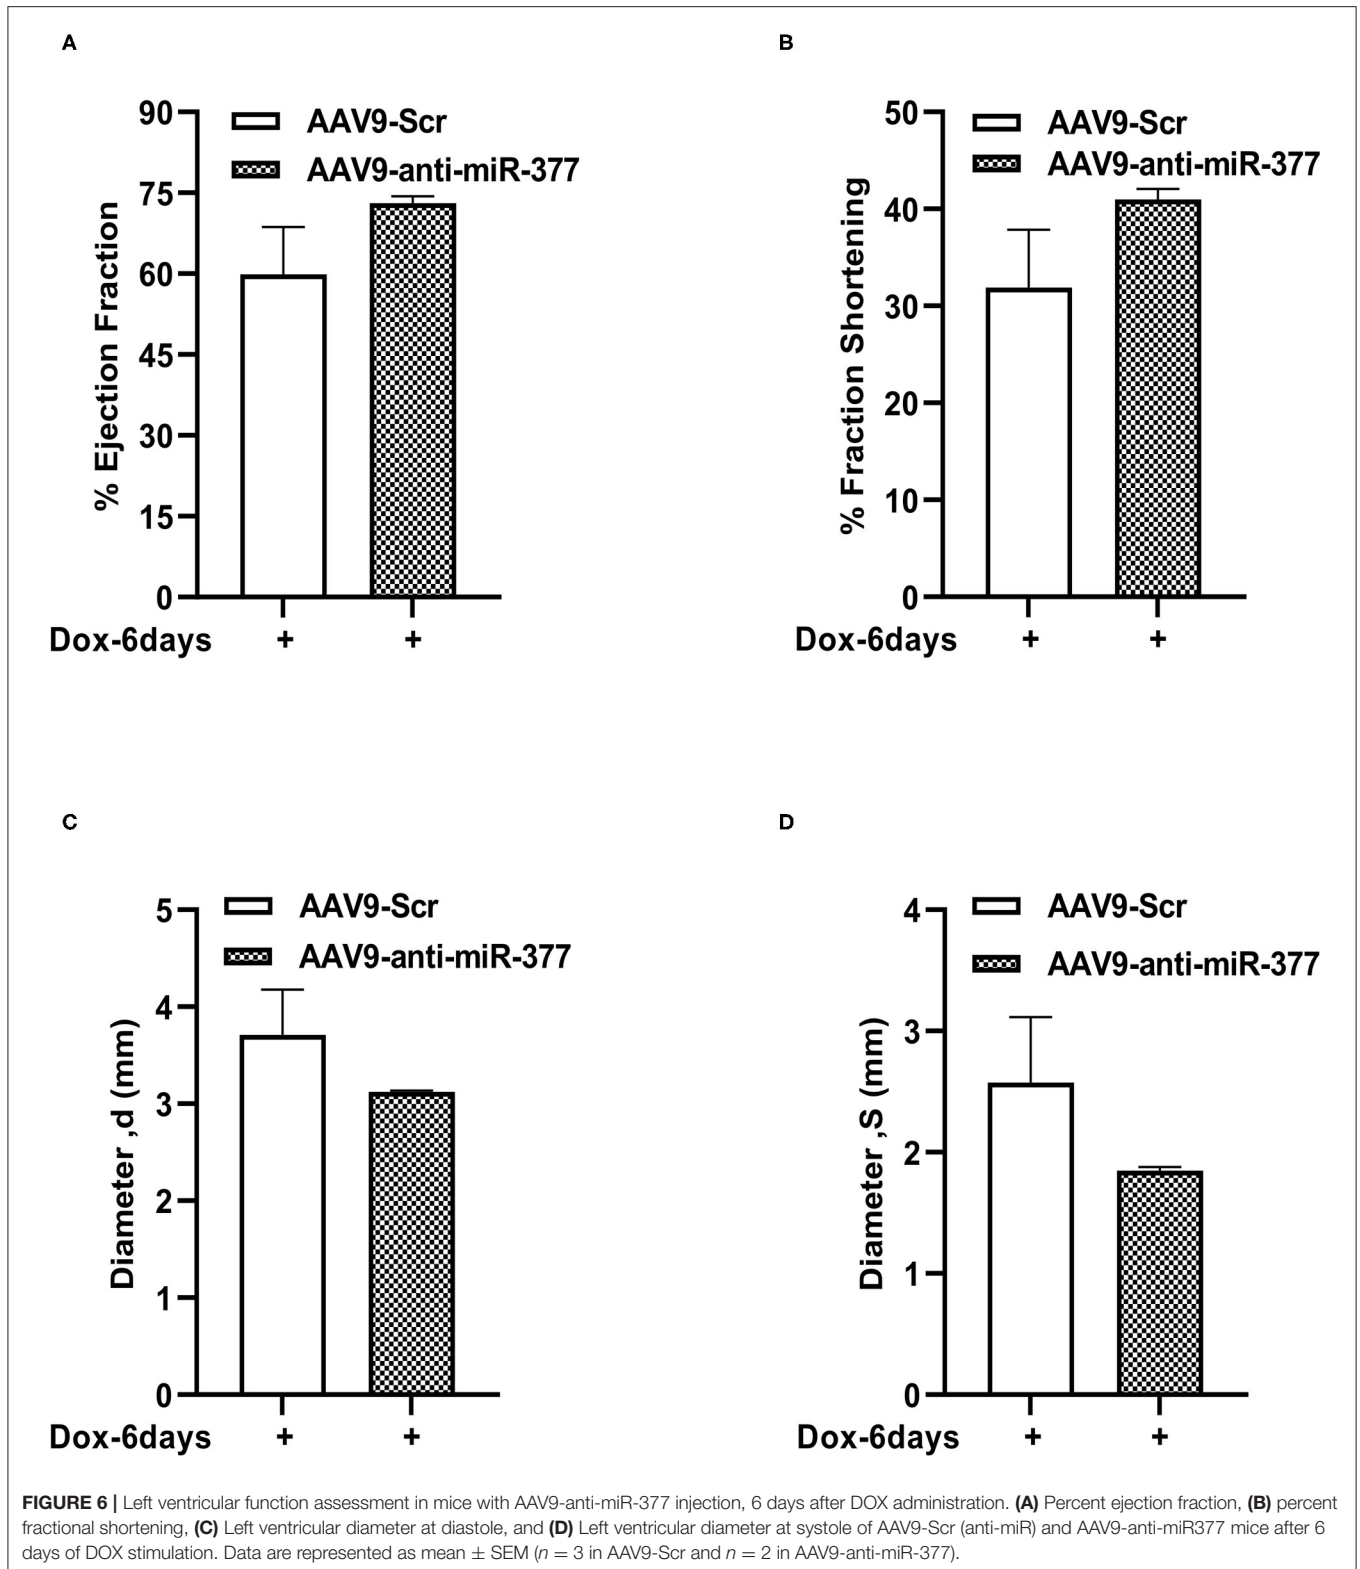 A
90
75
60
45
30
15
0
% Ejection Fraction
AAV9-Scr
AAV9-anti-miR-377
Dox-6days + +
B
50
40
30
20
10
0
% Fraction Shortening
AAV9-Scr
AAV9-anti-miR-377
Dox-6days + +
C
5
4
3
2
1
0
Diameter ,d (mm)
AAV9-Scr
AAV9-anti-miR-377
Dox-6days + +
D
4
3
2
1
0
Diameter ,S (mm)
AAV9-Scr
AAV9-anti-miR-377
Dox-6days + +
FIGURE 6 | Left ventricular function assessment in mice with AAV9-anti-miR-377 injection, 6 days after DOX administration. (A) Percent ejection fraction, (B) percent
fractional shortening, (C) Left ventricular diameter at diastole, and (D) Left ventricular diameter at systole of AAV9-Scr (anti-miR) and AAV9-anti-miR377 mice after 6
days of DOX stimulation. Data are represented as mean ± SEM (n = 3 in AAV9-Scr and n = 2 in AAV9-anti-miR-377).